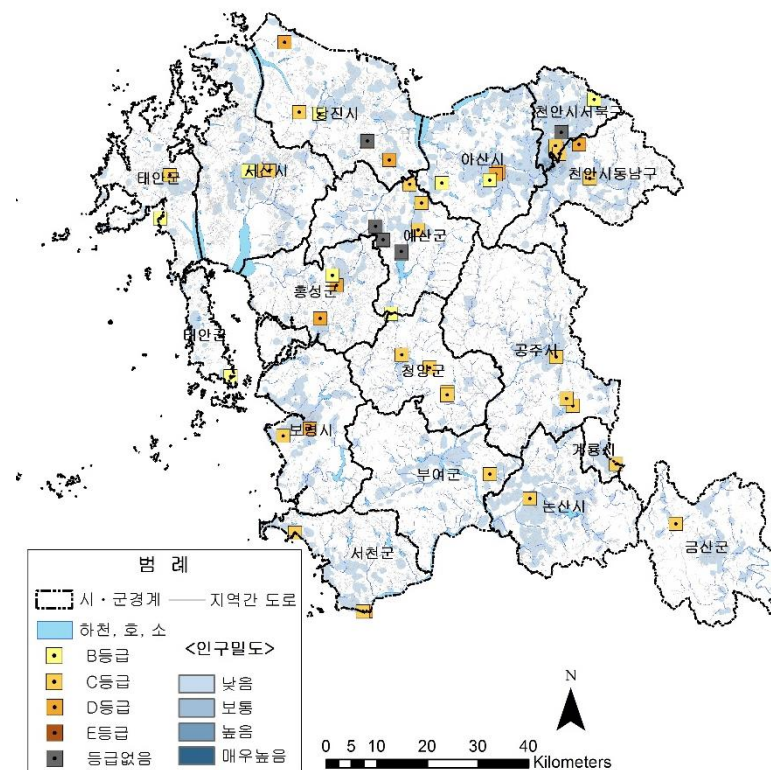 당진시
천안시서북구
아산시
태안군
서산시
천안시동남구
예산군
홍성군
태안군
공주시
청양군
보령시
계룡시
부여군
논산시
서천군
금산군
범 례
시・군경계
지역간 도로
하천, 호, 소
<인구밀도>
B등급
C등급
D등급
E등급
등급없음
낮음
보통
높음
매우높음
N
0 5 10 20 30 40
Kilometers